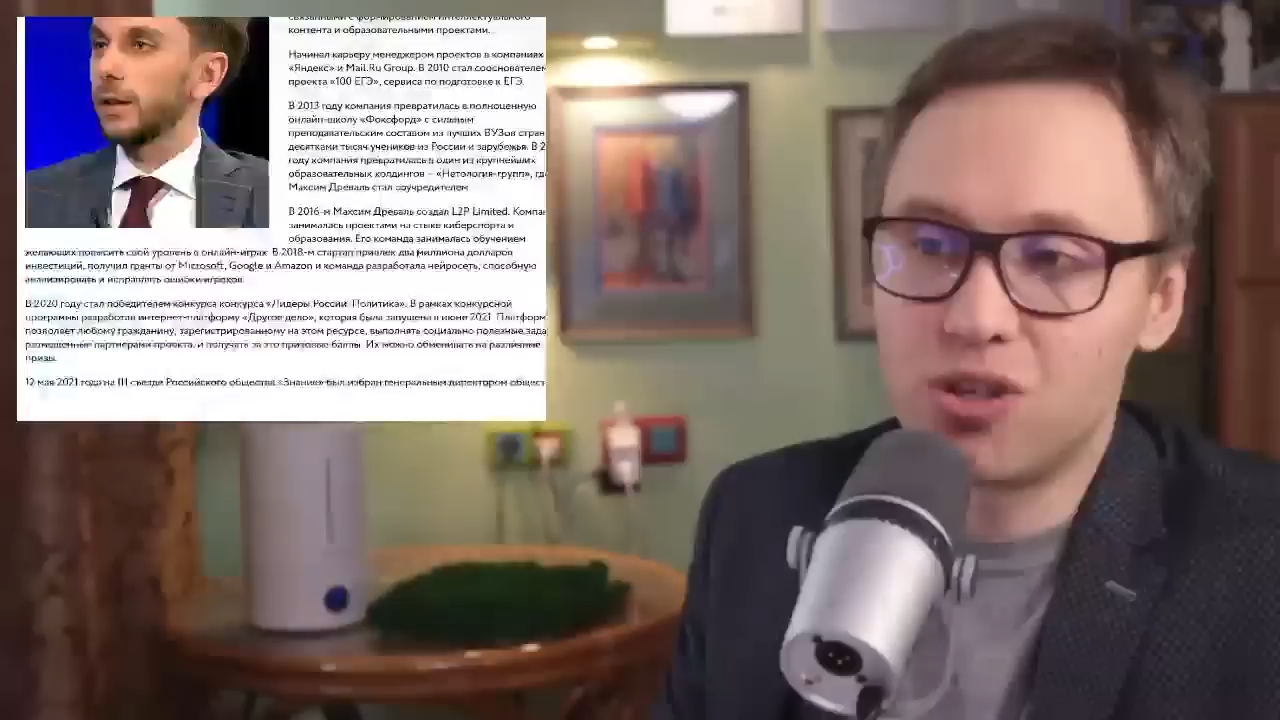 связанными с формированием интеллектуального
контента и образовательными проектами.
Начинал карьеру менеджером проектов в компаниях
«Яндекс» и Mail.Ru Group. В 2010 стал сооснователем
проекта «100 ЕГЭ», сервиса по подготовке к ЕГЭ.
В 2013 году компания превратилась в полноценную
онлайн-школу «Фоксфорд» с сильным
преподавательским составом из лучших ВУЗов стран
десятками тысяч учеников из России и зарубежья. В 2
году компания превратилась в один из крупнейших
образовательных холдингов – «Нетология-групп», гд
Максим Древаль стал соучредителем
В 2016-м Максим Древаль создал L2P Limited. Компан
занималась проектами на стыке киберспорта и
образования. Его команда занималась обучением
желающих повысить свой уровень в онлайн-играх. В 2018-м стартап привлек два миллиона долларов
инвестиций, получил гранты от Microsoft, Google и Amazon и команда разработала нейросеть, способную
анализировать и исправлять ошибки игроков.
В 2020 году стал победителем конкурса конкурса «Лидеры России. Политика». В рамках конкурсной
программы разработал интернет-платформу «Другое дело», которая была запущена в июне 2021. Платформ
позволяет любому гражданину, зарегистрированному на этом ресурсе, выполнять социально полезные зада
размещенные партнерами проекта, и получать за это призовые баллы. Их можно обменивать на различные
призы.
12 мая 2021 года на III съезде Российского общества «Знание» был избран генеральным директором общест